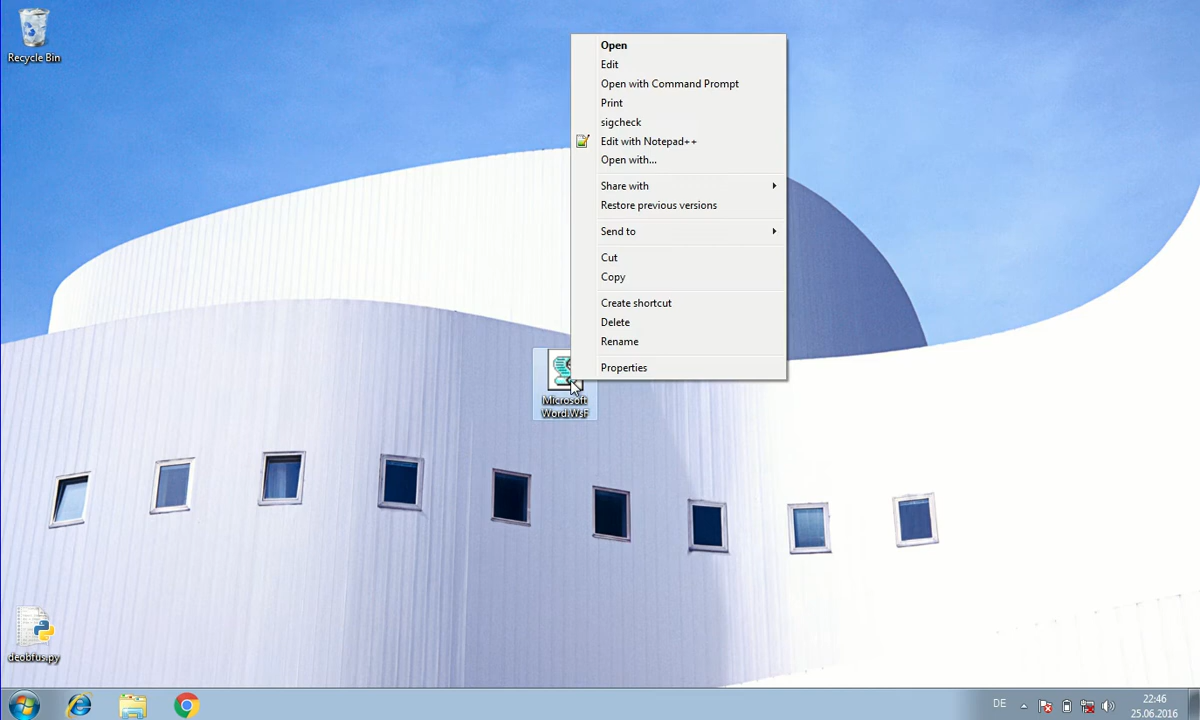 Recycle Bin
Open
Edit
Open with Command Prompt
Print
sigcheck
Edit with Notepad++
Open with...
Share with
Restore previous versions
Send to
Cut
Copy
Create shortcut
Delete
Rename
Properties
Microsoft
Word.WsF
deobfus.py
DE
22:46
25.06.2016